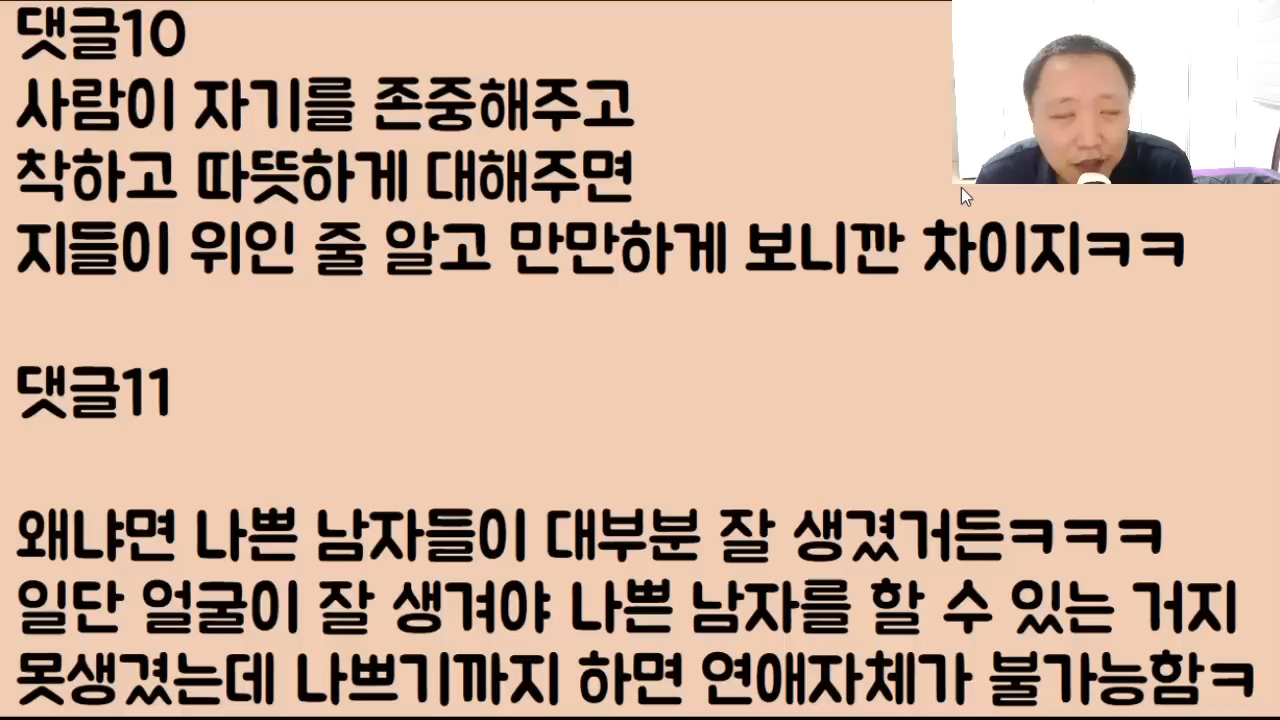 댓글10
사람이 자기를 존중해주고
착하고 따뜻하게 대해주면
지들이 위인 줄 알고 만만하게 보니깐 차이지ㅋㅋ
댓글11
왜냐면 나쁜 남자들이 대부분 잘 생겼거든ㅋㅋㅋ
일단 얼굴이 잘 생겨야 나쁜 남자를 할 수 있는 거지
못생겼는데 나쁘기까지 하면 연애자체가 불가능함ㅋ